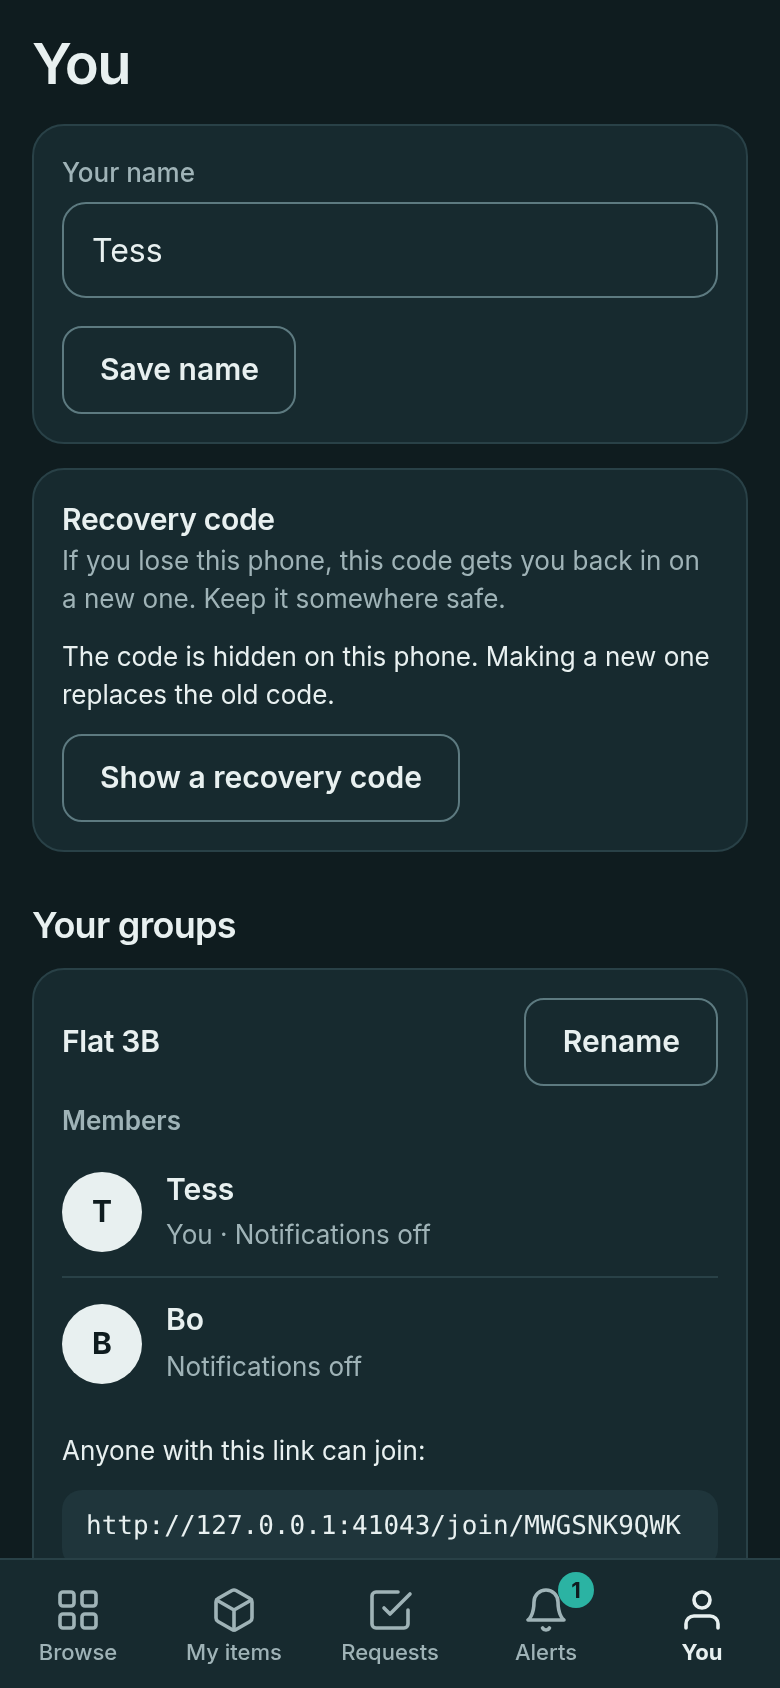 You
Your name
Tess
Save name
Recovery code
If you lose this phone, this code gets you back in on
a new one. Keep it somewhere safe.
The code is hidden on this phone. Making a new one
replaces the old code.
Show a recovery code
Your groups
Flat 3B
Rename
Members
T
Tess
You · Notifications off
B
Bo
Notifications off
Anyone with this link can join:
http://127.0.0.1:41043/join/MWGSNK9QWK
1
Browse
My items
Requests
Alerts
You